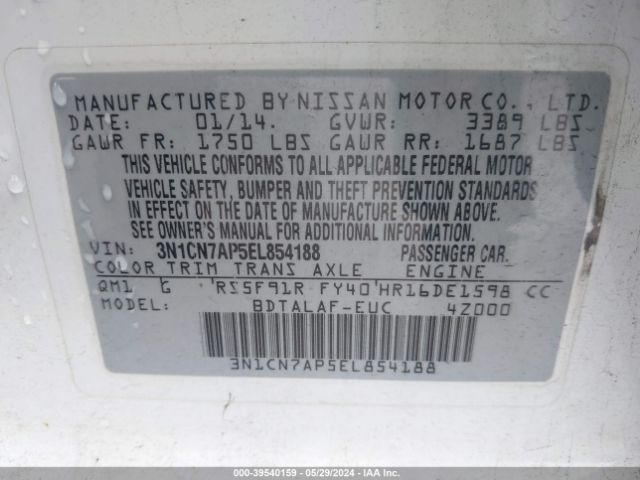 MANUFACTURED BY NISSAN MOTOR CO., LTD.
DATE: 01/14. GVWR: 3389 LBS
GAWR FR: 1750 LBS GAWR RR: 1687 LBS
THIS VEHICLE CONFORMS TO ALL APPLICABLE FEDERAL MOTOR
VEHICLE SAFETY, BUMPER AND THEFT PREVENTION STANDARDS
IN EFFECT ON THE DATE OF MANUFACTURE SHOWN ABOVE.
SEE OWNER'S MANUAL FOR ADDITIONAL INFORMATION.
VIN: 3N1CN7AP5EL854188 PASSENGER CAR.
COLOR TRIM TRANS AXLE ENGINE
QM1 G RS5F91R FY40 HR16DE1598 CC
MODEL: BDTALAF-EUC 4Z000
3N1CN7AP5EL854188
000-39540159 • 05/29/2024 • IAA Inc.